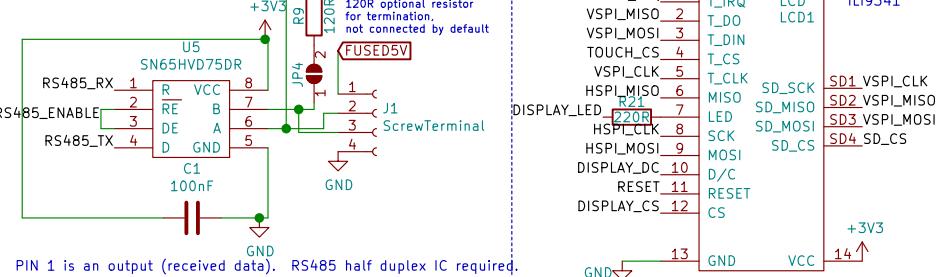 +3V3
R9
120R
120R optional resistor
for termination,
not connected by default
FUSED5V
JP4
2
1
U5
SN65HVD75DR
RS485_RX 1 R VCC 8
RS485_ENABLE 2 RE B 7
3 DE A 6
RS485_TX 4 D GND 5
C1
100nF
GND
1
2
3
4
J1
ScrewTerminal
GND
PIN 1 is an output (received data). RS485 half duplex IC required.
LCD
LCD1
ILI9341
T_IRQ
VSPI_MISO 2 T_DO
VSPI_MOSI 3 T_DIN
TOUCH_CS 4 T_CS
VSPI_CLK 5 T_CLK
HSPI_MISO 6 MISO
DISPLAY_LED R21 220R 7 LED
HSPI_CLK 8 SCK
HSPI_MOSI 9 MOSI
DISPLAY_DC 10 D/C
RESET 11 RESET
DISPLAY_CS 12 CS
SD_SCK SD1 VSPI_CLK
SD_MISO SD2 VSPI_MISO
SD_MOSI SD3 VSPI_MOSI
SD_CS SD4 SD_CS
+3V3
13 GND VCC 14
GND